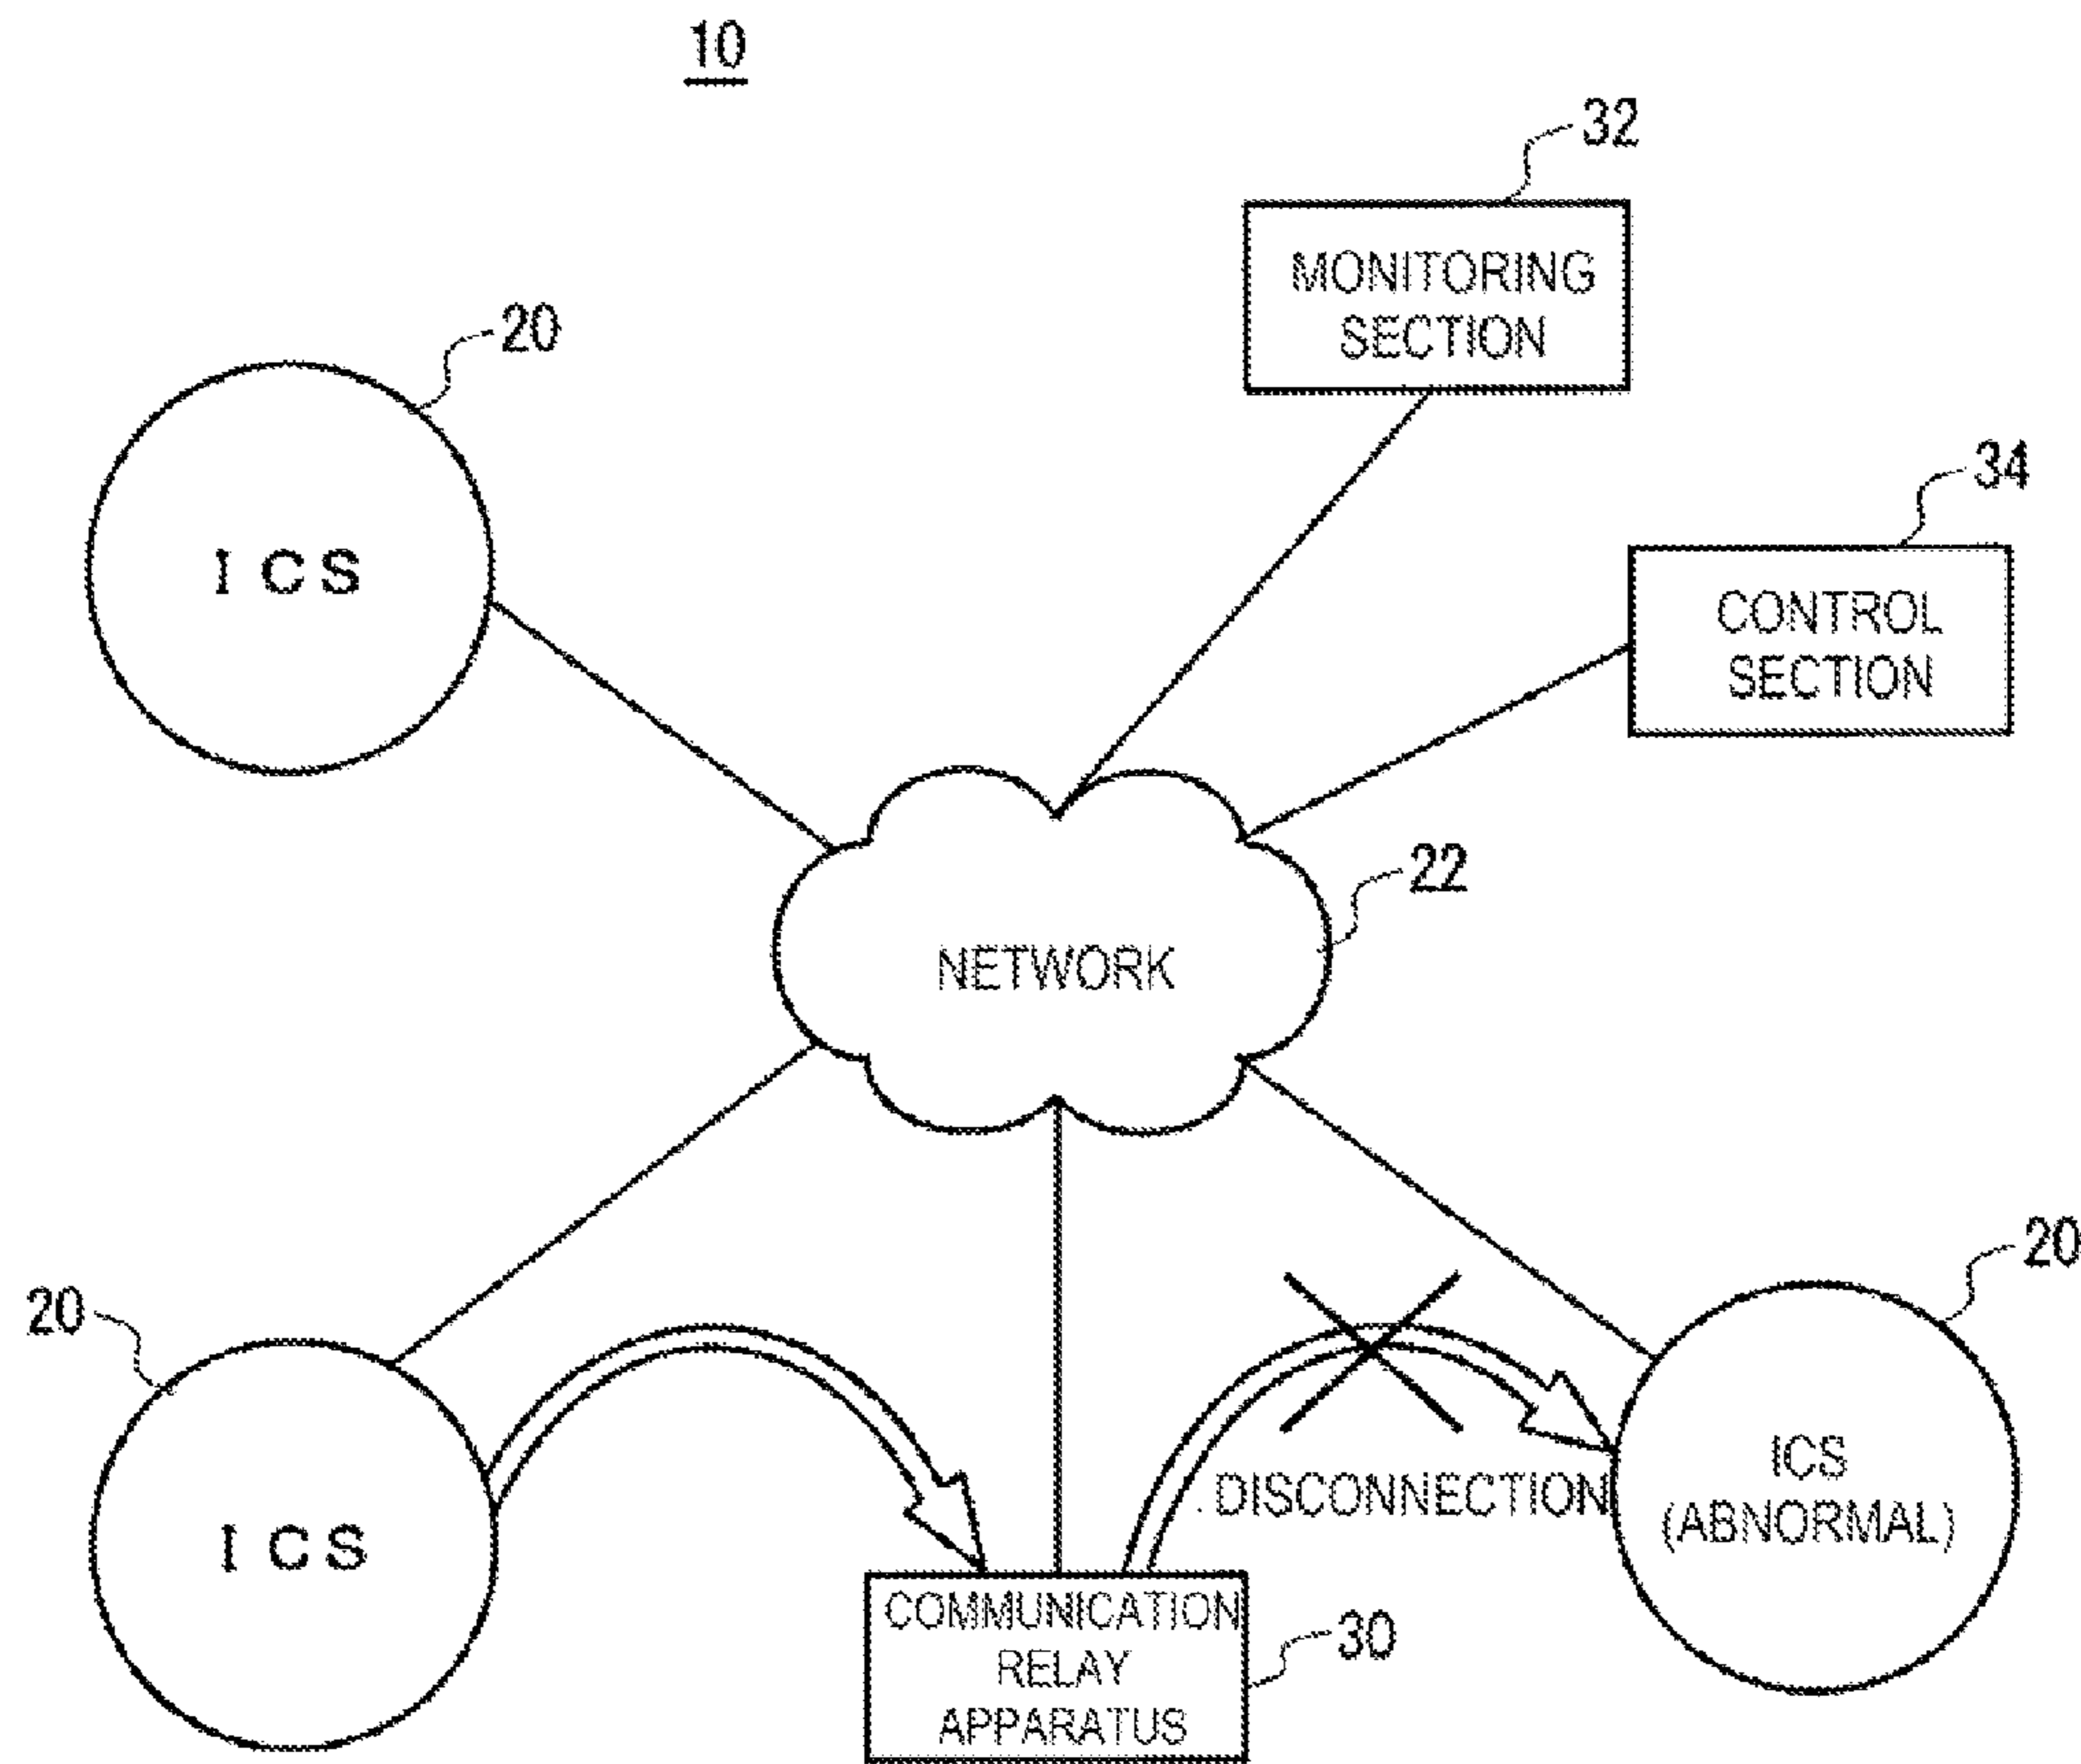 10
32
MONITORING
SECTION
20
ICS
34
CONTROL
SECTION
22
NETWORK
20
ICS
DISCONNECTION
20
ICS
(ABNORMAL)
COMMUNICATION
RELAY
APPARATUS
30